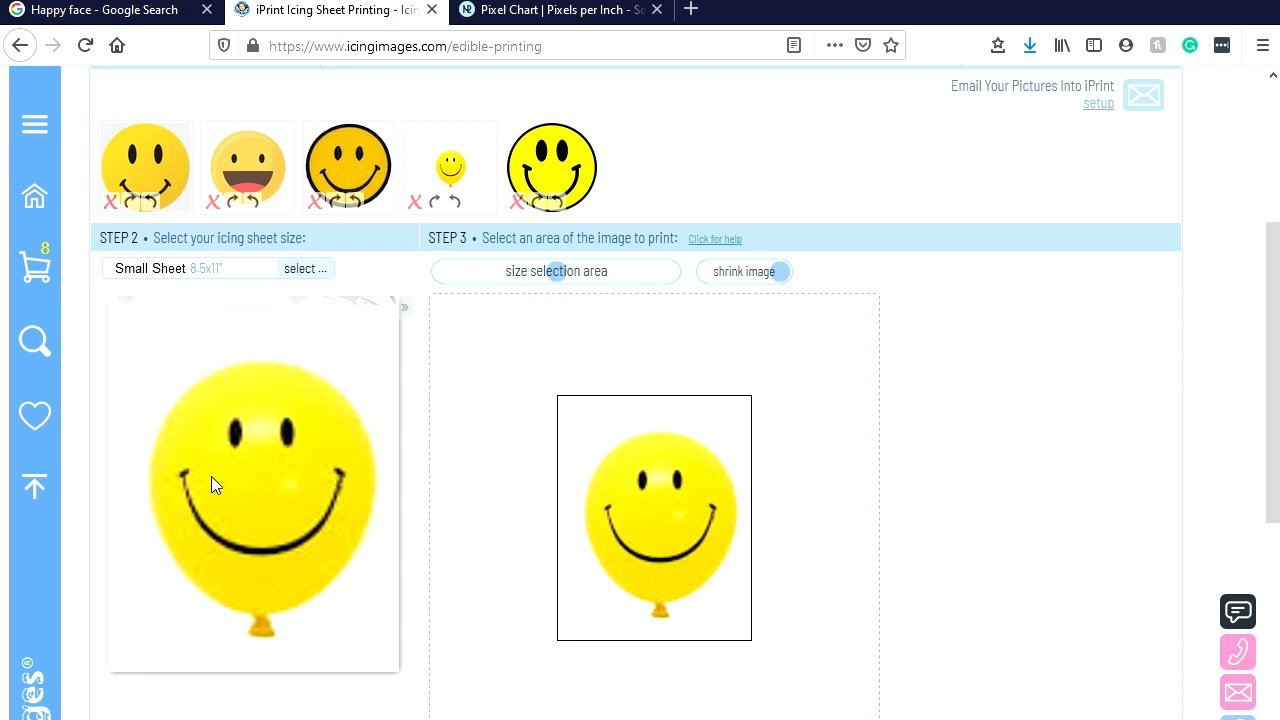 Happy face - Google Search
iPrint Icing Sheet Printing - Icin
Pixel Chart | Pixels per Inch - So
https://www.icingimages.com/edible-printing
Email Your Pictures Into iPrint
setup
STEP 2 • Select your icing sheet size:
STEP 3 • Select an area of the image to print: Click for help
Small Sheet 8.5x11" select ...
size selection area
shrink image
8
ges®